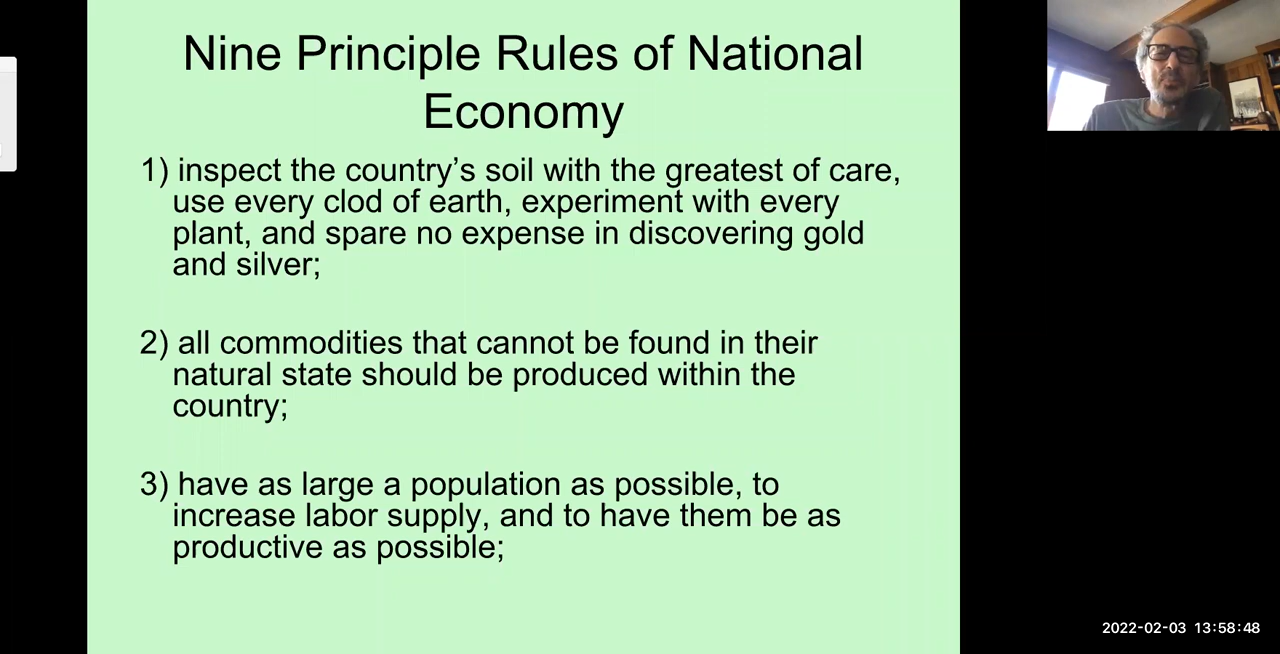 Nine Principle Rules of National
Economy
1) inspect the country’s soil with the greatest of care,
use every clod of earth, experiment with every
plant, and spare no expense in discovering gold
and silver;
2) all commodities that cannot be found in their
natural state should be produced within the
country;
3) have as large a population as possible, to
increase labor supply, and to have them be as
productive as possible;
2022-02-03 13:58:48